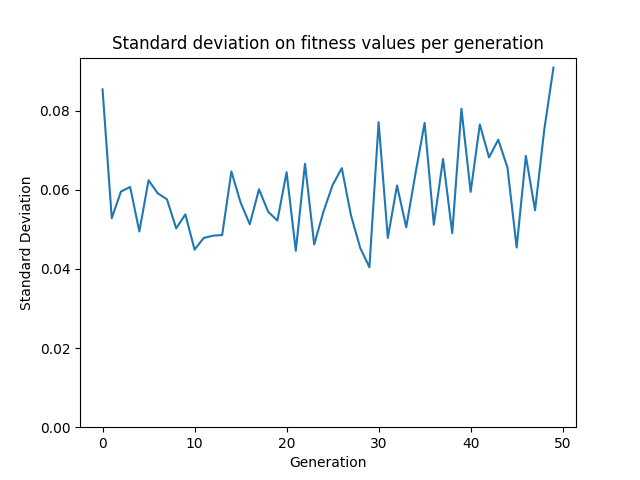 Standard deviation on fitness values per generation
0.08
0.06
0.04
0.02
0.00
Standard Deviation
0 10 20 30 40 50
Generation